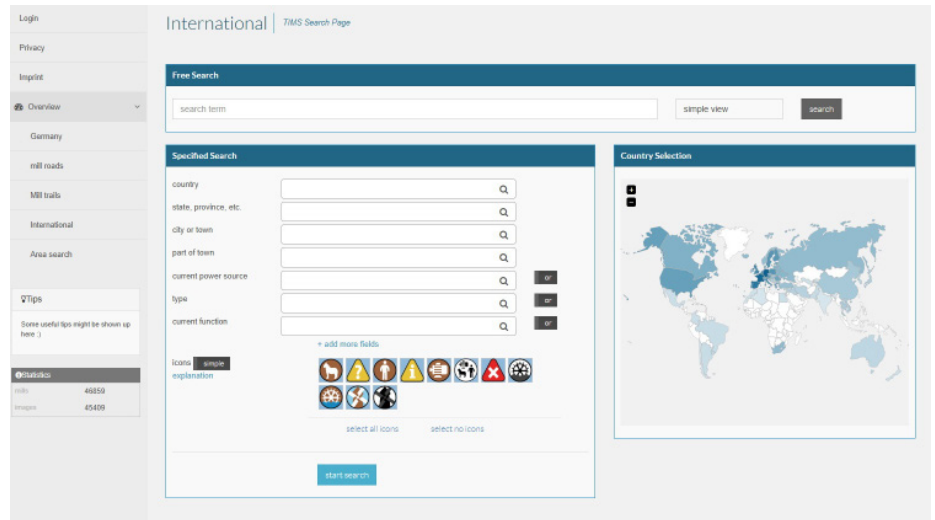 Login
Privacy
Imprint
Overview
Germany
mill roads
Mill trails
International
Area search
Tips
Some useful tips might be shown up
here :)
Statistics
mills 46859
images 45409
International TIMS Search Page
Free Search
search term simple view search
Specified Search
country
state, province, etc.
city or town
part of town
current power source or
type or
current function or
+ add more fields
icons simple
explanation
select all icons select no icons
start search
Country Selection
+
-